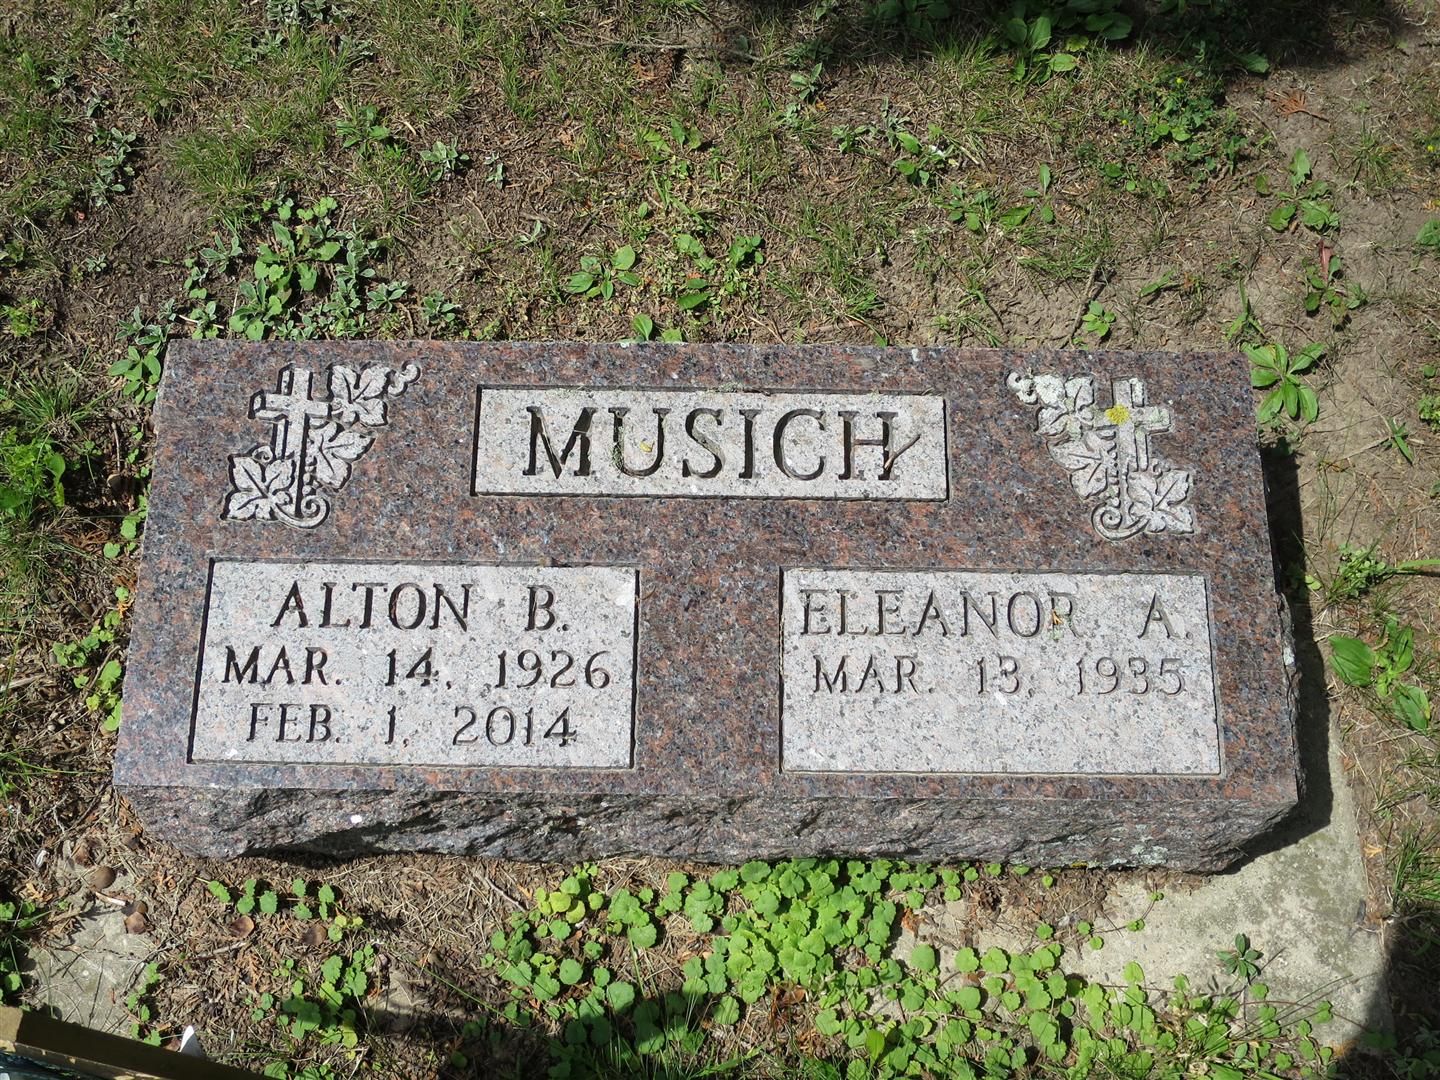 MUSICH
ALTON B.
MAR. 14, 1926
FEB. 1, 2014
ELEANOR A.
MAR. 13, 1935